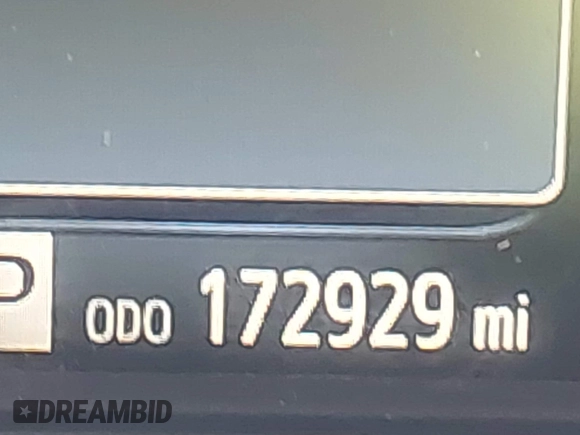 P
ODO 172929 mi
DREAMBID